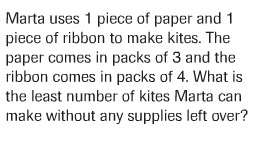 Marta uses 1 piece of paper and 1
piece of ribbon to make kites. The
paper comes in packs of 3 and the
ribbon comes in packs of 4. What is
the least number of kites Marta can
make without any supplies left over?